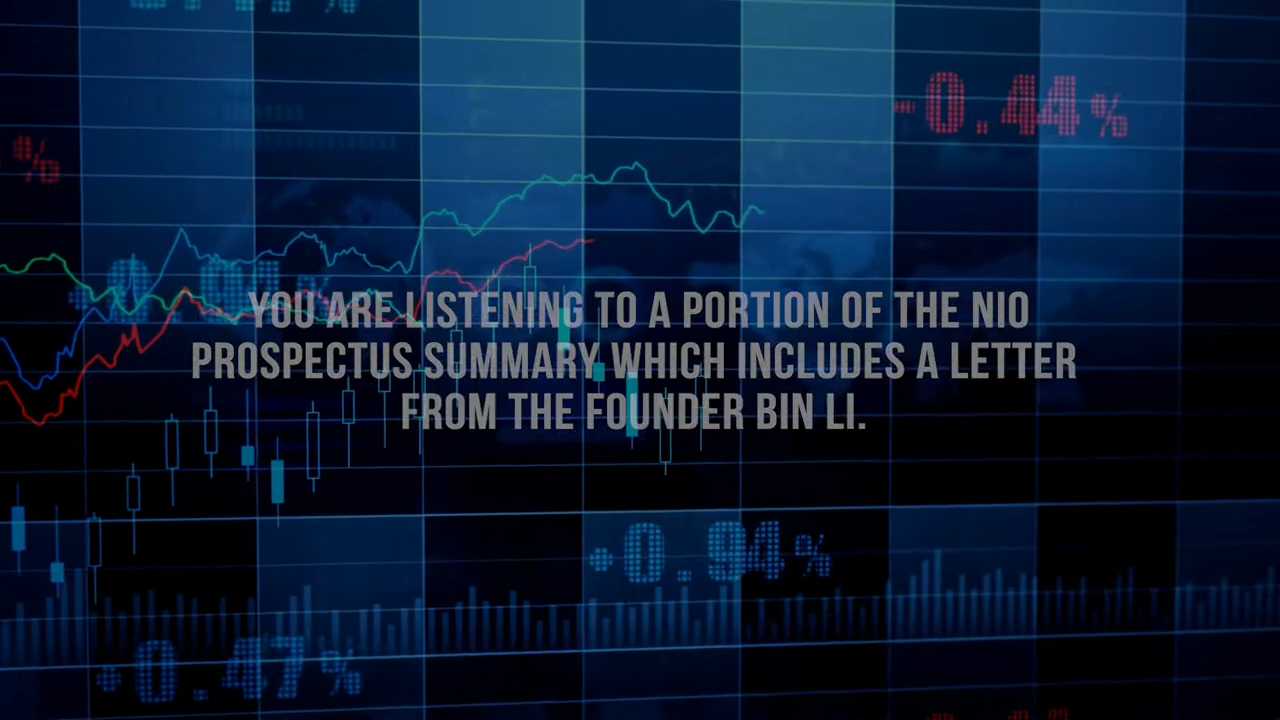 -0.44%
%
YOU ARE LISTENING TO A PORTION OF THE NIO
PROSPECTUS SUMMARY WHICH INCLUDES A LETTER
FROM THE FOUNDER BIN LI.
+0.94%
+0.47%